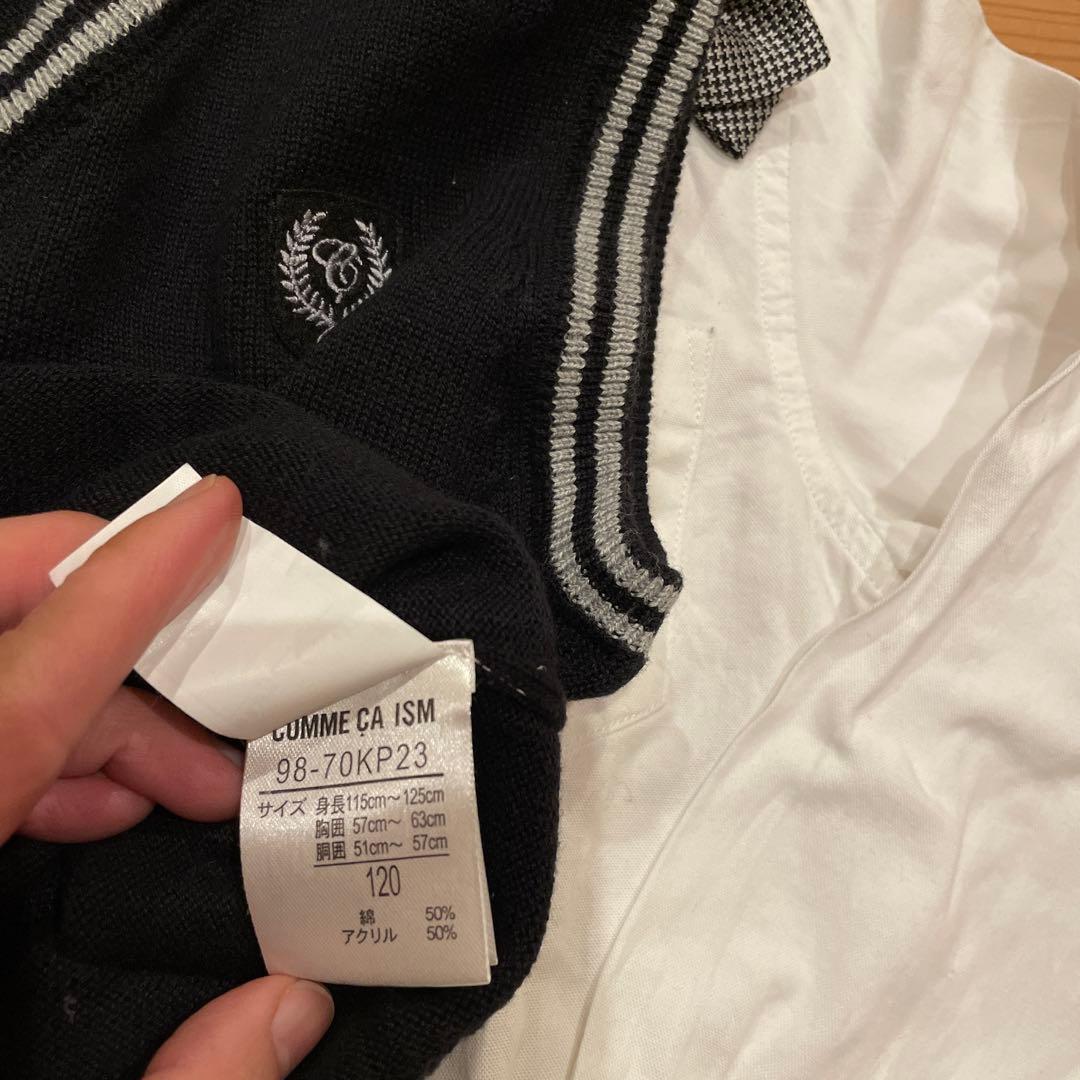 COMME ÇA ISM
98-70KP23
サイズ 身長115cm～125cm
胸囲 57cm～ 63cm
胴囲 51cm～ 57cm
120
綿 50%
アクリル 50%